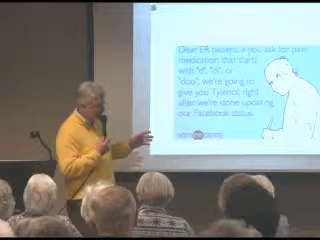 Dear ER patient, if you ask for pain
medication that starts
with "d", "di", or
"doo", we're going to
give you Tylenol, right
after we're done updating
our Facebook status.